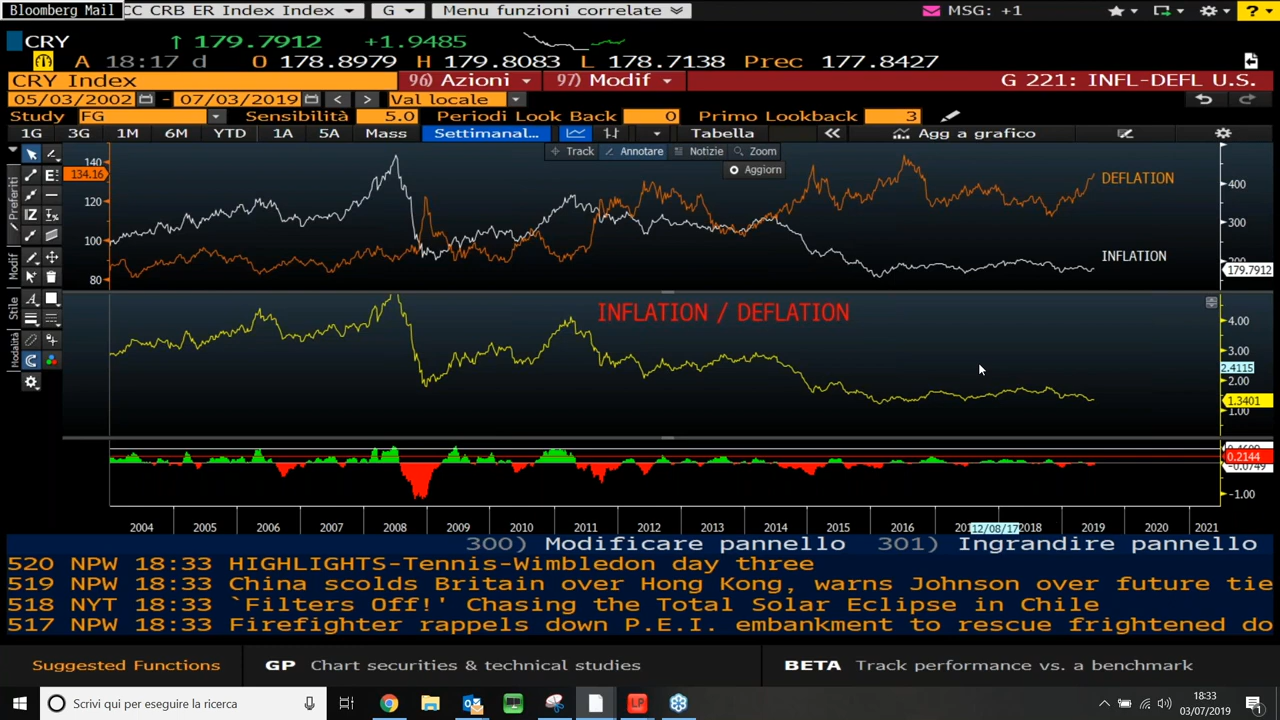 Bloomberg Mail CC CRB ER Index Index G Menu funzioni correlate MSG: +1 ?
CRY 179.7912 +1.9485
A 18:17 d O 178.8979 H 179.8083 L 178.7138 Prec 177.8427
CRY Index 96) Azioni 97) Modif G 221: INFL-DEFL U.S.
05/03/2002 - 07/03/2019 < > Val locale
Study FG Sensibilità 5.0 Periodi Look Back 0 Primo Lookback 3
1G 3G 1M 6M YTD 1A 5A Mass Settimanal... Tabella Agg a grafico
Track Annotare Notizie Zoom
Aggiorn
Preferiti
Modif
Stile
Modalità
140
134.16
120
100
80
DEFLATION
INFLATION
400
300
179.7912
INFLATION / DEFLATION
4.00
3.00
2.4115
2.00
1.3401
1.00
0.2144
-0.0749
-1.00
2004 2005 2006 2007 2008 2009 2010 2011 2012 2013 2014 2015 2016 12/08/17 2018 2019 2020 2021
300) Modificare pannello 301) Ingrandire pannello
520 NPW 18:33 HIGHLIGHTS-Tennis-Wimbledon day three
519 NPW 18:33 China scolds Britain over Hong Kong, warns Johnson over future tie
518 NYT 18:33 `Filters Off!' Chasing the Total Solar Eclipse in Chile
517 NPW 18:33 Firefighter rappels down P.E.I. embankment to rescue frightened do
Suggested Functions GP Chart securities & technical studies BETA Track performance vs. a benchmark
Scrivi qui per eseguire la ricerca LP 18:33
03/07/2019